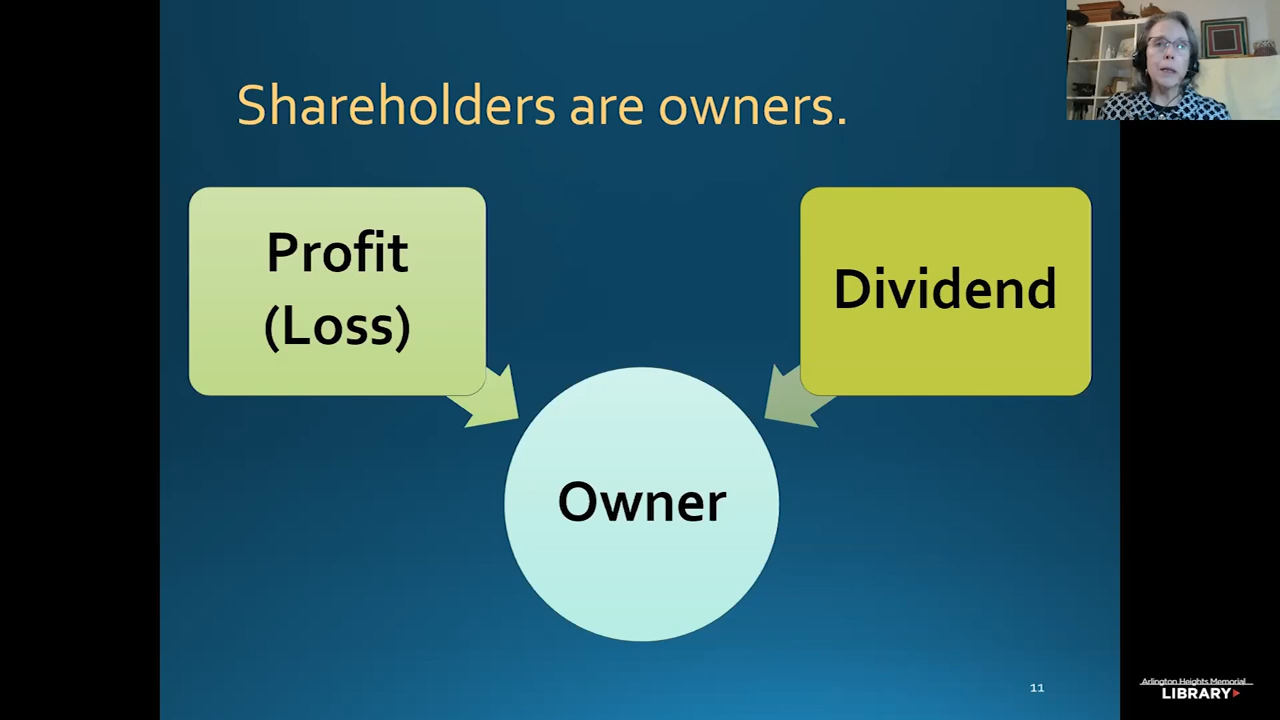 Shareholders are owners.
Profit
(Loss)
Dividend
Owner
11
Arlington Heights Memorial
LIBRARY